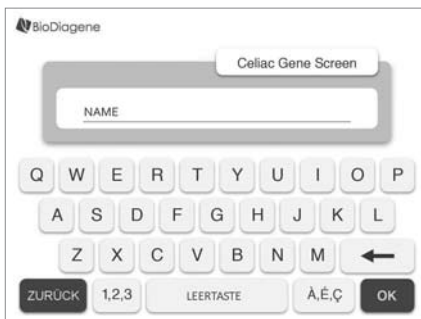 BioDiagene
Celiac Gene Screen
NAME
Q W E R T Y U I O P
A S D F G H J K L
Z X C V B N M
ZURÜCK 1,2,3 LEERTASTE À,É,Ç OK